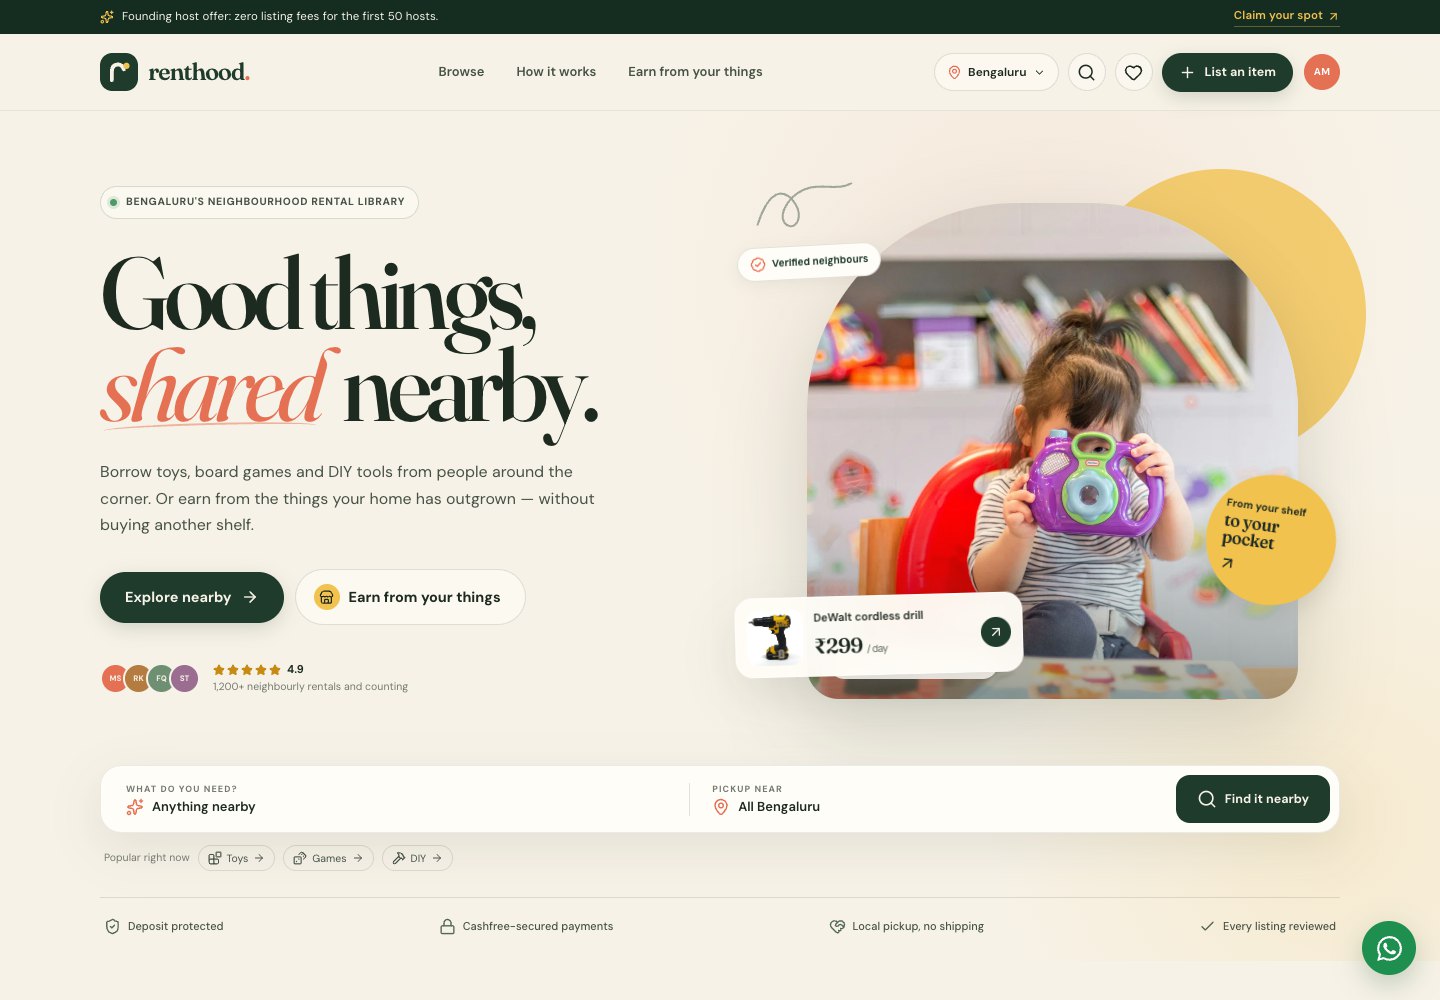 Founding host offer: zero listing fees for the first 50 hosts.
Claim your spot
renthood.
Browse
How it works
Earn from your things
Bengaluru
List an item
AM
BENGALURU'S NEIGHBOURHOOD RENTAL LIBRARY
Good things,
shared nearby.
Borrow toys, board games and DIY tools from people around the
corner. Or earn from the things your home has outgrown — without
buying another shelf.
Explore nearby
Earn from your things
MS
RK
FQ
ST
4.9
1,200+ neighbourly rentals and counting
Verified neighbours
From your shelf
to your
pocket
DeWalt cordless drill
₹299 / day
WHAT DO YOU NEED?
Anything nearby
PICKUP NEAR
All Bengaluru
Find it nearby
Popular right now
Toys
Games
DIY
Deposit protected
Cashfree-secured payments
Local pickup, no shipping
Every listing reviewed